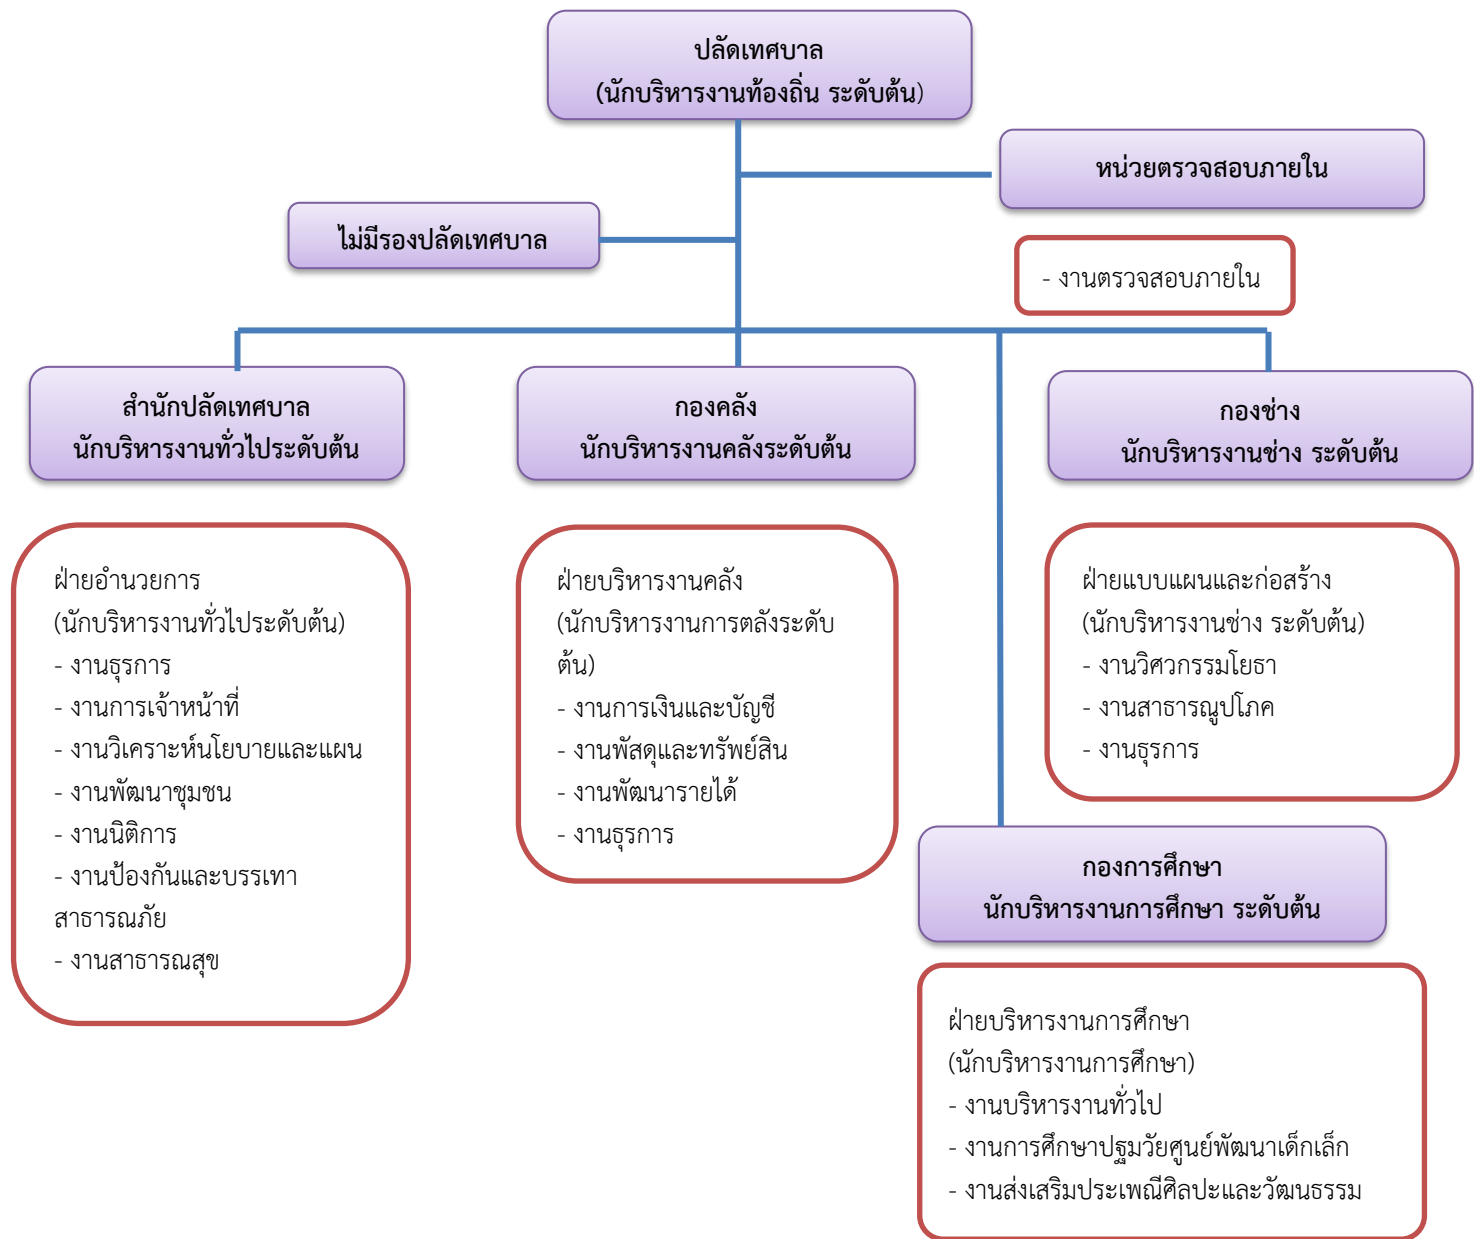 ปลัดเทศบาล
(นักบริหารงานท้องถิ่น ระดับต้น)
หน่วยตรวจสอบภายใน
ไม่มีรองปลัดเทศบาล
- งานตรวจสอบภายใน
สำนักปลัดเทศบาล
นักบริหารงานทั่วไประดับต้น
กองคลัง
นักบริหารงานคลังระดับต้น
กองช่าง
นักบริหารงานช่าง ระดับต้น
ฝ่ายอำนวยการ
(นักบริหารงานทั่วไประดับต้น)
- งานธุรการ
- งานการเจ้าหน้าที่
- งานวิเคราะห์นโยบายและแผน
- งานพัฒนาชุมชน
- งานนิติการ
- งานป้องกันและบรรเทา
สาธารณภัย
- งานสาธารณสุข
ฝ่ายบริหารงานคลัง
(นักบริหารงานการตลังระดับ
ต้น)
- งานการเงินและบัญชี
- งานพัสดุและทรัพย์สิน
- งานพัฒนารายได้
- งานธุรการ
ฝ่ายแบบแผนและก่อสร้าง
(นักบริหารงานช่าง ระดับต้น)
- งานวิศวกรรมโยธา
- งานสาธารณูปโภค
- งานธุรการ
กองการศึกษา
นักบริหารงานการศึกษา ระดับต้น
ฝ่ายบริหารงานการศึกษา
(นักบริหารงานการศึกษา)
- งานบริหารงานทั่วไป
- งานการศึกษาปฐมวัยศูนย์พัฒนาเด็กเล็ก
- งานส่งเสริมประเพณีศิลปะและวัฒนธรรม